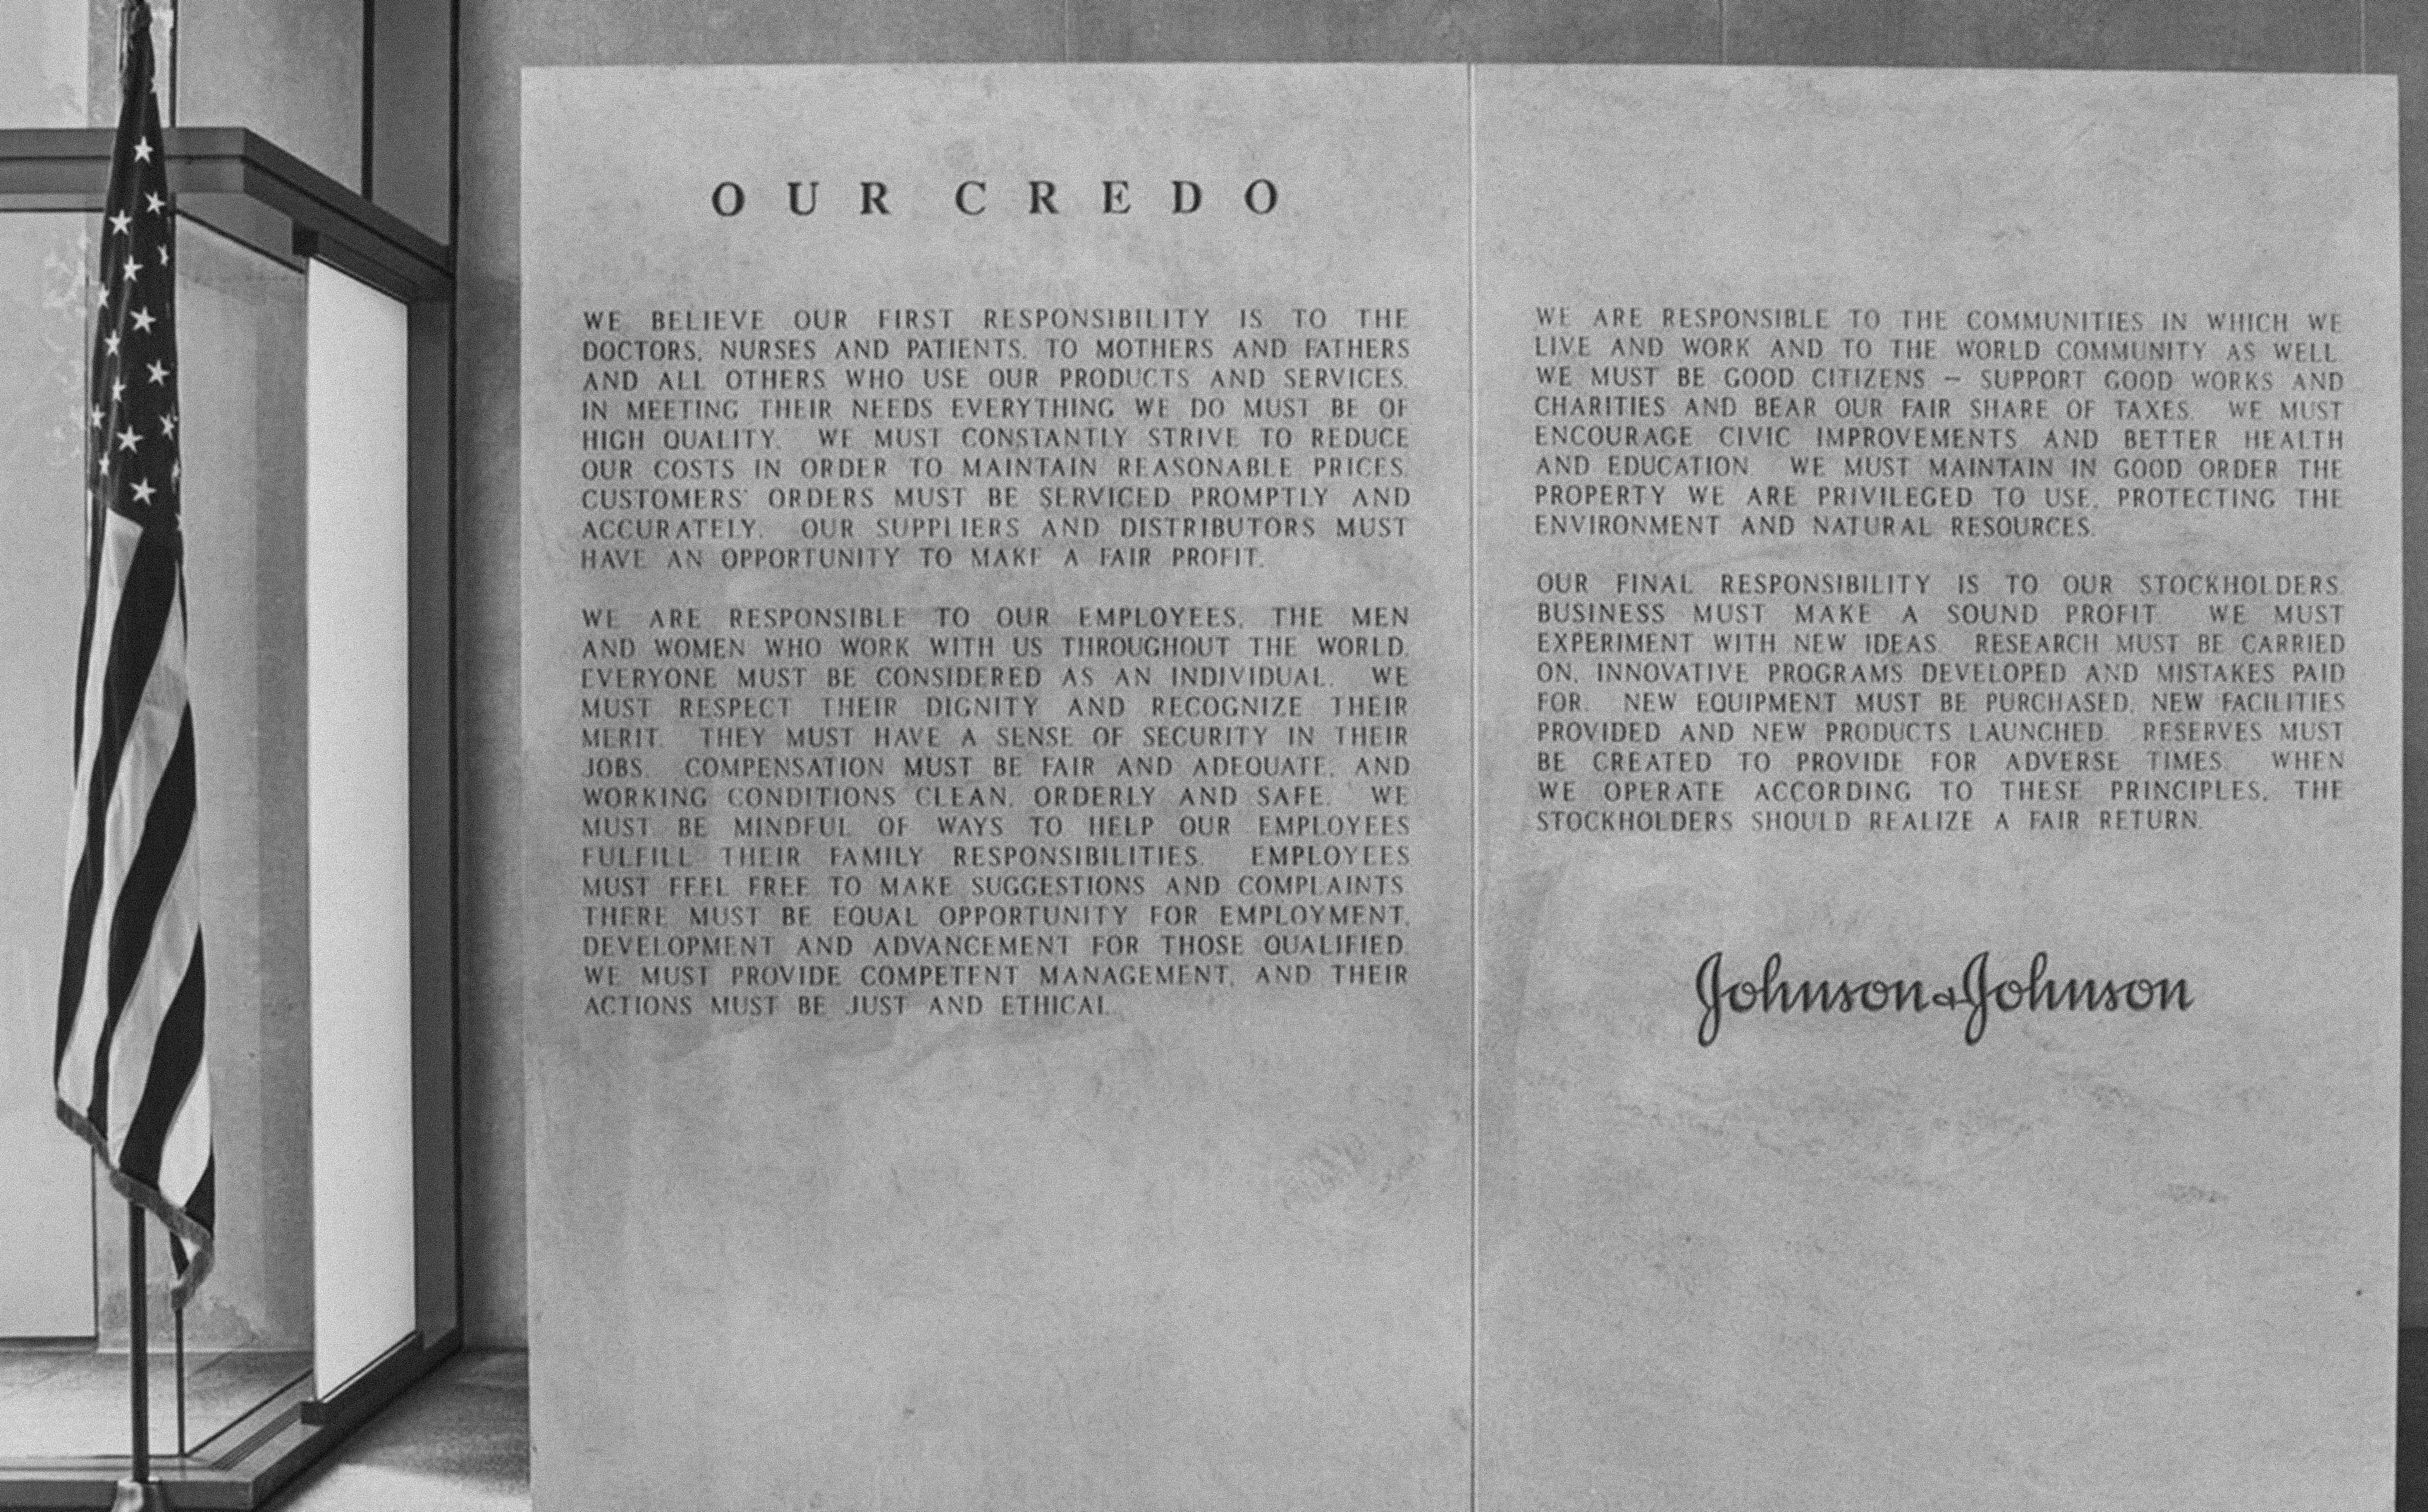 OUR CREDO
WE BELIEVE OUR FIRST RESPONSIBILITY IS TO THE
DOCTORS, NURSES AND PATIENTS, TO MOTHERS AND FATHERS
AND ALL OTHERS WHO USE OUR PRODUCTS AND SERVICES.
IN MEETING THEIR NEEDS EVERYTHING WE DO MUST BE OF
HIGH QUALITY. WE MUST CONSTANTLY STRIVE TO REDUCE
OUR COSTS IN ORDER TO MAINTAIN REASONABLE PRICES.
CUSTOMERS' ORDERS MUST BE SERVICED PROMPTLY AND
ACCURATELY. OUR SUPPLIERS AND DISTRIBUTORS MUST
HAVE AN OPPORTUNITY TO MAKE A FAIR PROFIT.
WE ARE RESPONSIBLE TO OUR EMPLOYEES, THE MEN
AND WOMEN WHO WORK WITH US THROUGHOUT THE WORLD.
EVERYONE MUST BE CONSIDERED AS AN INDIVIDUAL. WE
MUST RESPECT THEIR DIGNITY AND RECOGNIZE THEIR
MERIT. THEY MUST HAVE A SENSE OF SECURITY IN THEIR
JOBS. COMPENSATION MUST BE FAIR AND ADEQUATE, AND
WORKING CONDITIONS CLEAN, ORDERLY AND SAFE. WE
MUST BE MINDFUL OF WAYS TO HELP OUR EMPLOYEES
FULFILL THEIR FAMILY RESPONSIBILITIES. EMPLOYEES
MUST FEEL FREE TO MAKE SUGGESTIONS AND COMPLAINTS.
THERE MUST BE EQUAL OPPORTUNITY FOR EMPLOYMENT,
DEVELOPMENT AND ADVANCEMENT FOR THOSE QUALIFIED.
WE MUST PROVIDE COMPETENT MANAGEMENT, AND THEIR
ACTIONS MUST BE JUST AND ETHICAL.
WE ARE RESPONSIBLE TO THE COMMUNITIES IN WHICH WE
LIVE AND WORK AND TO THE WORLD COMMUNITY AS WELL.
WE MUST BE GOOD CITIZENS – SUPPORT GOOD WORKS AND
CHARITIES AND BEAR OUR FAIR SHARE OF TAXES. WE MUST
ENCOURAGE CIVIC IMPROVEMENTS AND BETTER HEALTH
AND EDUCATION. WE MUST MAINTAIN IN GOOD ORDER THE
PROPERTY WE ARE PRIVILEGED TO USE, PROTECTING THE
ENVIRONMENT AND NATURAL RESOURCES.
OUR FINAL RESPONSIBILITY IS TO OUR STOCKHOLDERS.
BUSINESS MUST MAKE A SOUND PROFIT. WE MUST
EXPERIMENT WITH NEW IDEAS. RESEARCH MUST BE CARRIED
ON, INNOVATIVE PROGRAMS DEVELOPED AND MISTAKES PAID
FOR. NEW EQUIPMENT MUST BE PURCHASED, NEW FACILITIES
PROVIDED AND NEW PRODUCTS LAUNCHED. RESERVES MUST
BE CREATED TO PROVIDE FOR ADVERSE TIMES. WHEN
WE OPERATE ACCORDING TO THESE PRINCIPLES, THE
STOCKHOLDERS SHOULD REALIZE A FAIR RETURN.
Johnson & Johnson